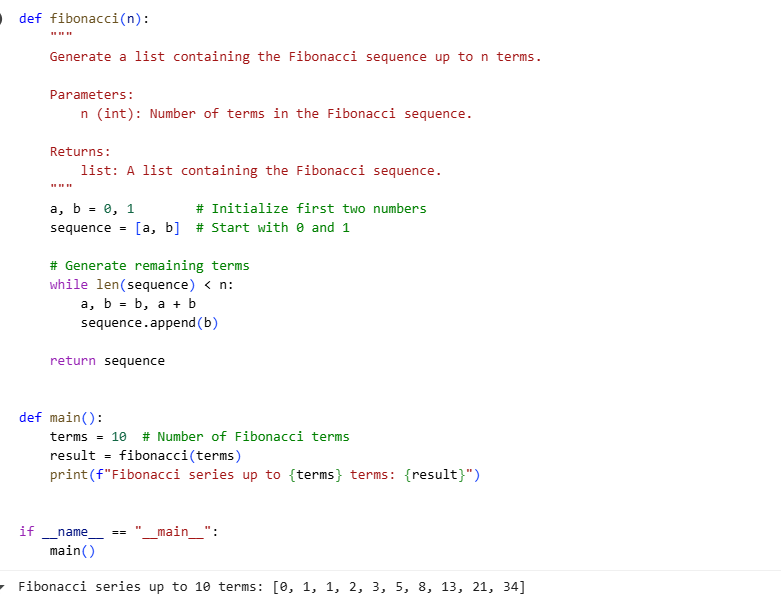 def fibonacci(n):
    """
    Generate a list containing the Fibonacci sequence up to n terms.

    Parameters:
        n (int): Number of terms in the Fibonacci sequence.

    Returns:
        list: A list containing the Fibonacci sequence.
    """
    a, b = 0, 1        # Initialize first two numbers
    sequence = [a, b]  # Start with 0 and 1

    # Generate remaining terms
    while len(sequence) < n:
        a, b = b, a + b
        sequence.append(b)

    return sequence


def main():
    terms = 10  # Number of Fibonacci terms
    result = fibonacci(terms)
    print(f"Fibonacci series up to {terms} terms: {result}")


if __name__ == "__main__":
    main()
Fibonacci series up to 10 terms: [0, 1, 1, 2, 3, 5, 8, 13, 21, 34]